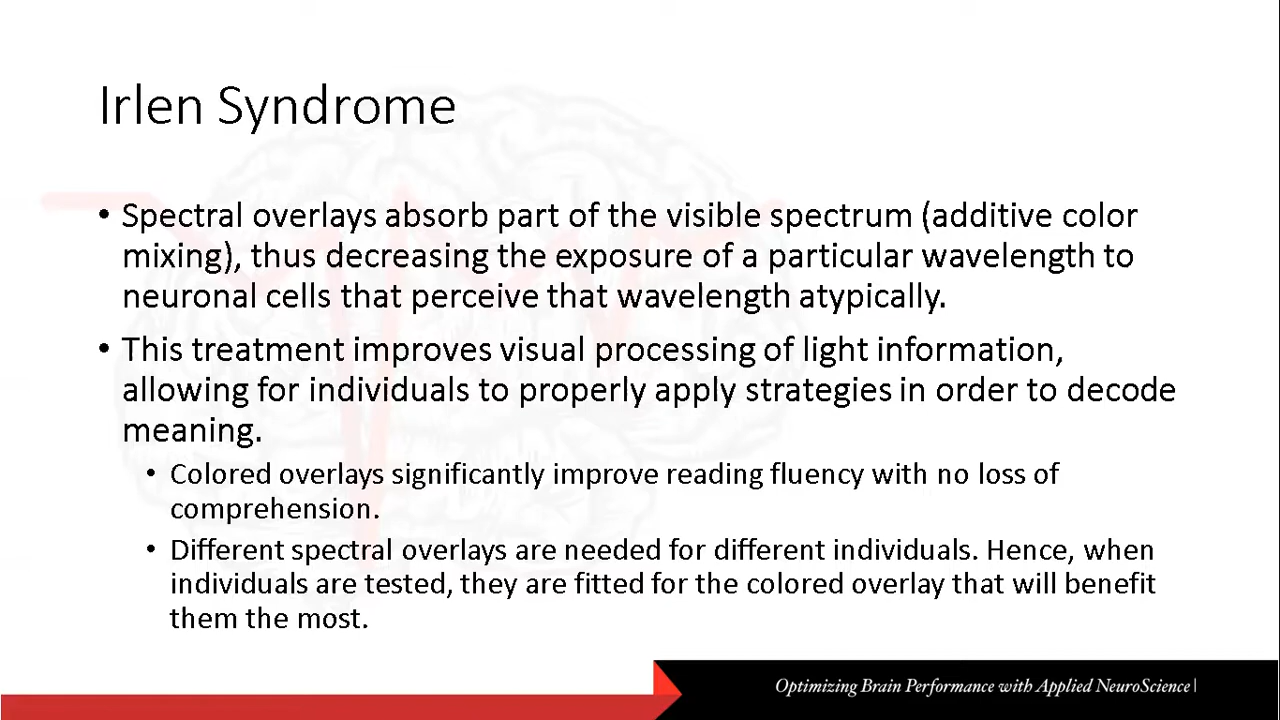 Irlen Syndrome
• Spectral overlays absorb part of the visible spectrum (additive color
mixing), thus decreasing the exposure of a particular wavelength to
neuronal cells that perceive that wavelength atypically.
• This treatment improves visual processing of light information,
allowing for individuals to properly apply strategies in order to decode
meaning.
• Colored overlays significantly improve reading fluency with no loss of
comprehension.
• Different spectral overlays are needed for different individuals. Hence, when
individuals are tested, they are fitted for the colored overlay that will benefit
them the most.
Optimizing Brain Performance with Applied NeuroScience |